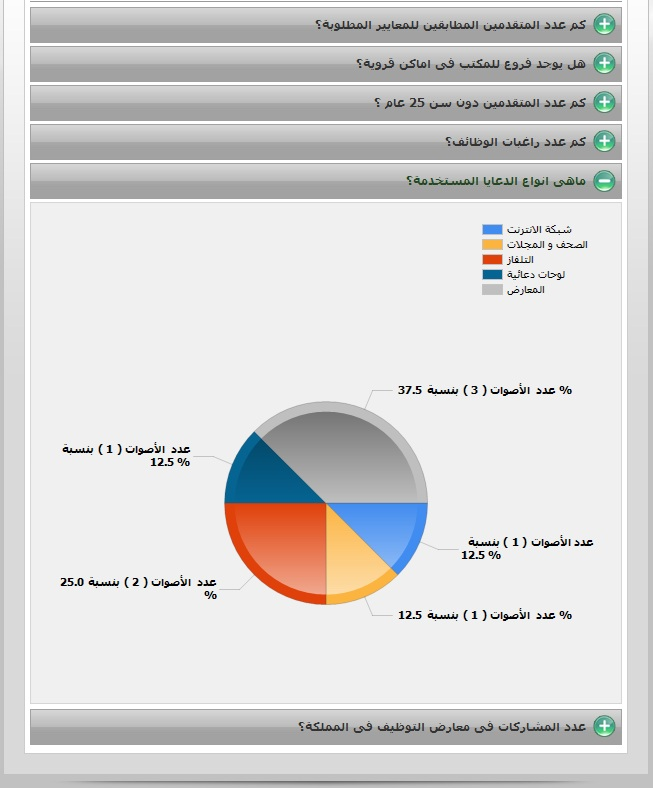 كم عدد المتقدمين المطابقين للمعايير المطلوبة؟
هل يوجد فروع للمكتب فى اماكن قروية؟
كم عدد المتقدمين دون سن 25 عام ؟
كم عدد راغبات الوظائف؟
ماهى انواع الدعايا المستخدمة؟
شبكة الانترنت
الصحف و المجلات
التلفاز
لوحات دعائية
المعارض
% عدد الأصوات ( 3 ) بنسبة 37.5
عدد الأصوات ( 1 ) بنسبة
12.5 %
عدد الأصوات ( 1 ) بنسبة
12.5 %
عدد الأصوات ( 2 ) بنسبة 25.0
%
% عدد الأصوات ( 1 ) بنسبة 12.5
عدد المشاركات فى معارض التوظيف فى المملكة؟